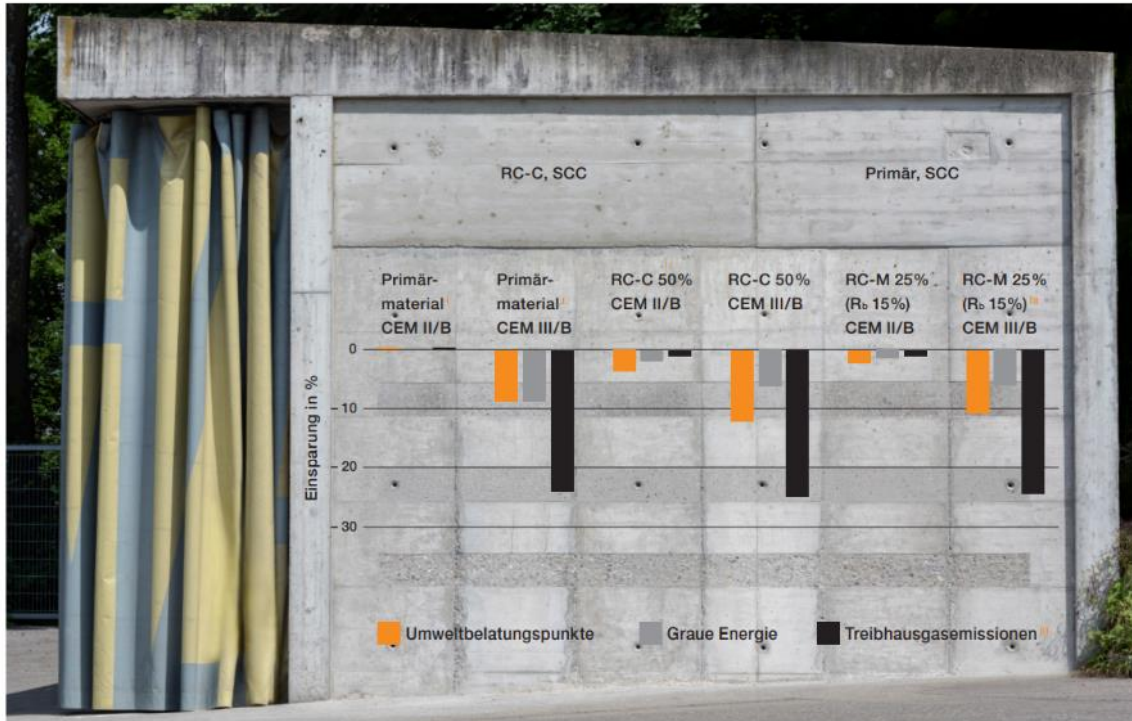 RC-C, SCC
Primär, SCC
Primär-
material
CEM II/B
Primär-
material
CEM III/B
RC-C 50%
CEM II/B
RC-C 50%
CEM III/B
RC-M 25%
(Rb 15%)
CEM II/B
RC-M 25%
(Rb 15%)
CEM III/B
Einsparung in %
0
- 10
- 20
- 30
Umweltbelatungspunkte
Graue Energie
Treibhausgasemissionen